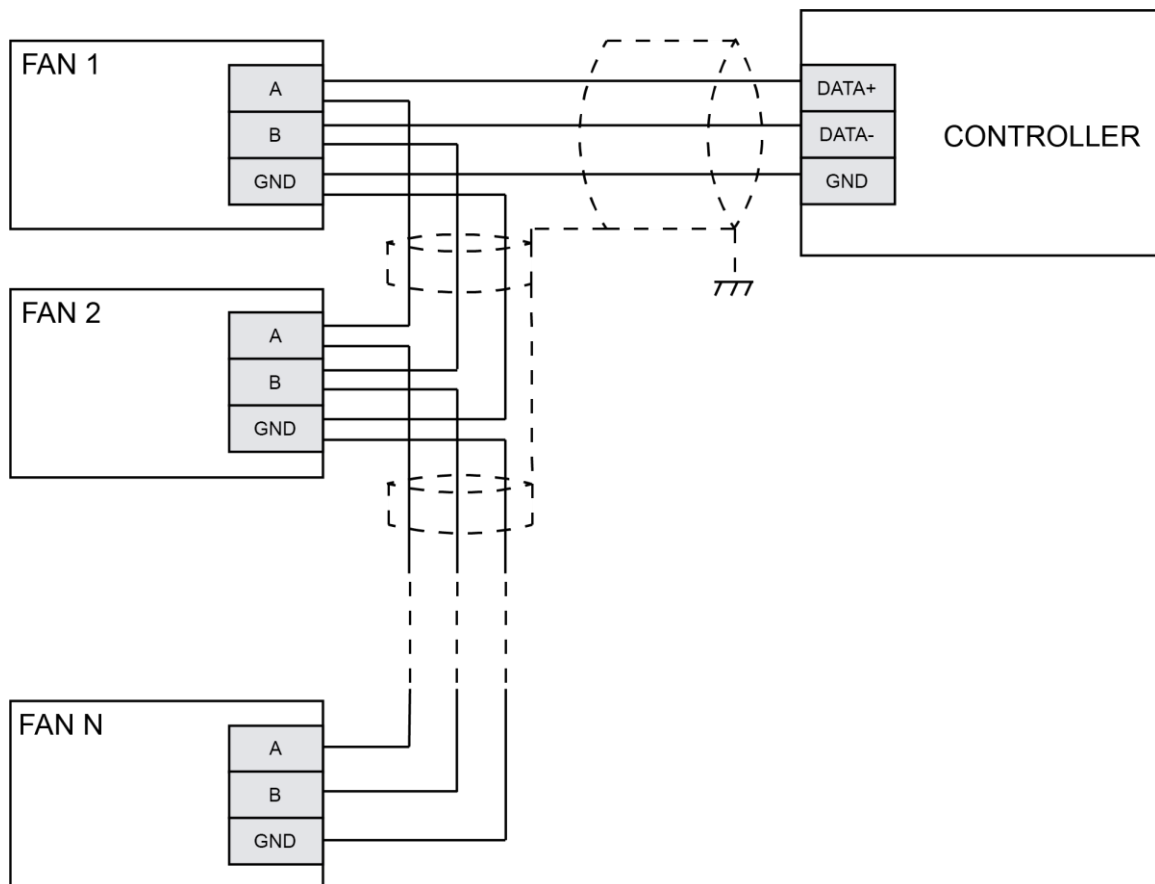 FAN 1
A
B
GND
DATA+
DATA-
GND
CONTROLLER
FAN 2
A
B
GND
FAN N
A
B
GND